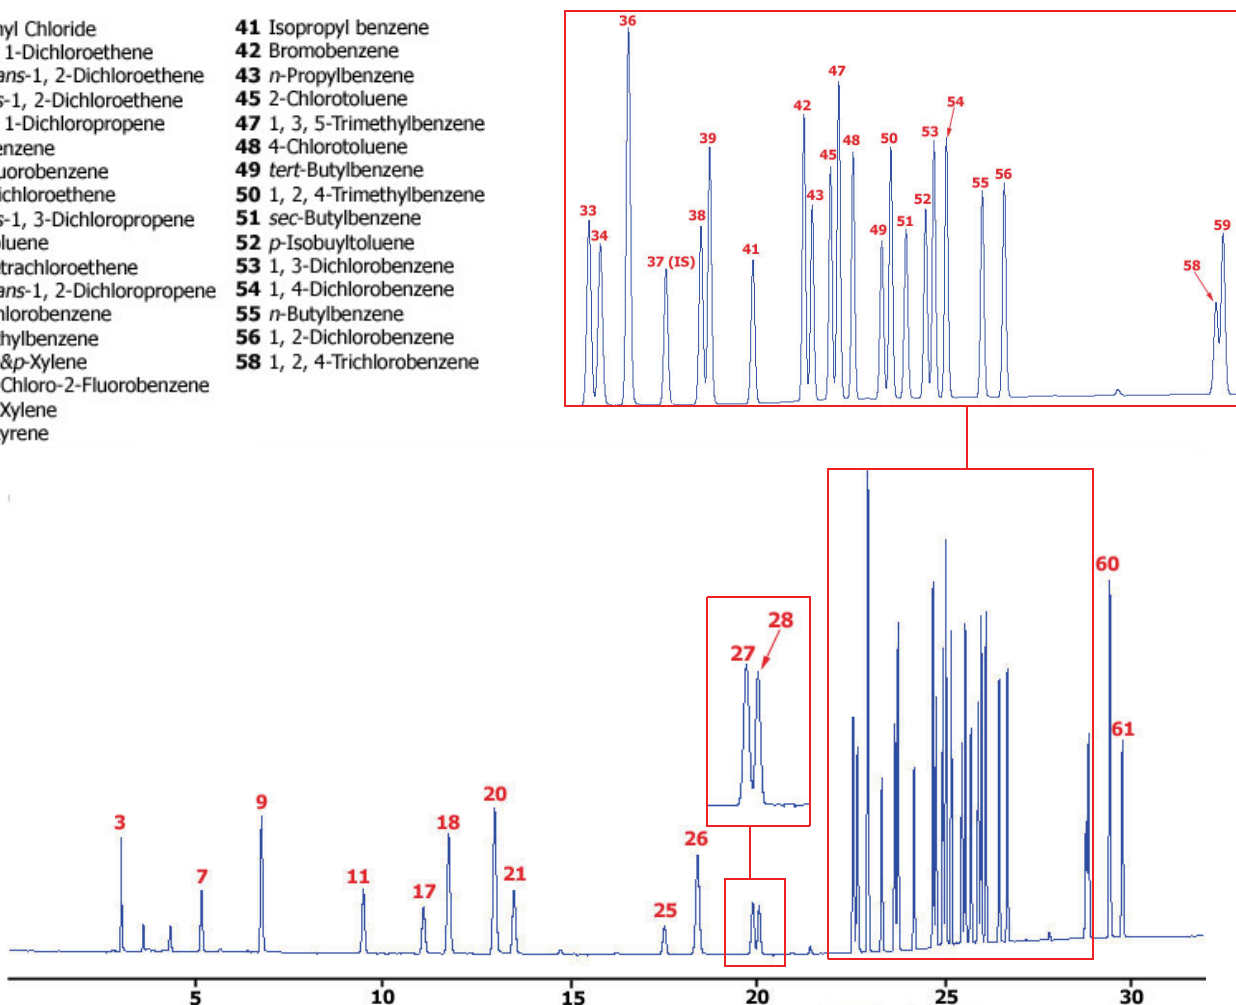 nyl Chloride
1-Dichloroethene
ans-1, 2-Dichloroethene
s-1, 2-Dichloroethene
1-Dichloropropene
enzene
uorobenzene
ichloroethene
s-1, 3-Dichloropropene
luene
trachloroethene
ans-1, 2-Dichloropropene
hlorobenzene
hylbenzene
&p-Xylene
Chloro-2-Fluorobenzene
Xylene
tyrene
41 Isopropyl benzene
42 Bromobenzene
43 n-Propylbenzene
45 2-Chlorotoluene
47 1, 3, 5-Trimethylbenzene
48 4-Chlorotoluene
49 tert-Butylbenzene
50 1, 2, 4-Trimethylbenzene
51 sec-Butylbenzene
52 p-Isobuyltoluene
53 1, 3-Dichlorobenzene
54 1, 4-Dichlorobenzene
55 n-Butylbenzene
56 1, 2-Dichlorobenzene
58 1, 2, 4-Trichlorobenzene
33
34
36
37 (IS)
38
39
41
42
43
45
47
48
49
50
51
52
53
54
55
56
58
59
3
7
9
11
17
18
20
21
25
26
27
28
60
61
5
10
15
20
25
30